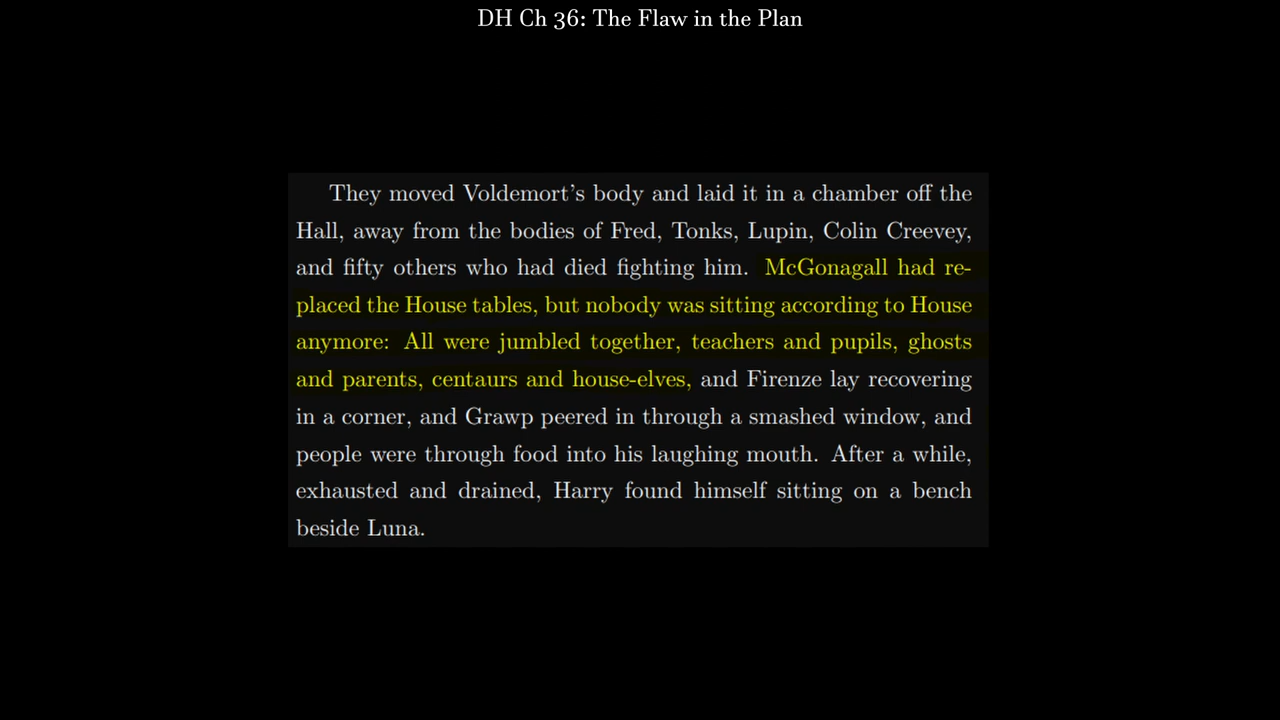 DH Ch 36: The Flaw in the Plan
They moved Voldemort’s body and laid it in a chamber off the
Hall, away from the bodies of Fred, Tonks, Lupin, Colin Creevey,
and fifty others who had died fighting him. McGonagall had re-
placed the House tables, but nobody was sitting according to House
anymore: All were jumbled together, teachers and pupils, ghosts
and parents, centaurs and house-elves, and Firenze lay recovering
in a corner, and Grawp peered in through a smashed window, and
people were through food into his laughing mouth. After a while,
exhausted and drained, Harry found himself sitting on a bench
beside Luna.